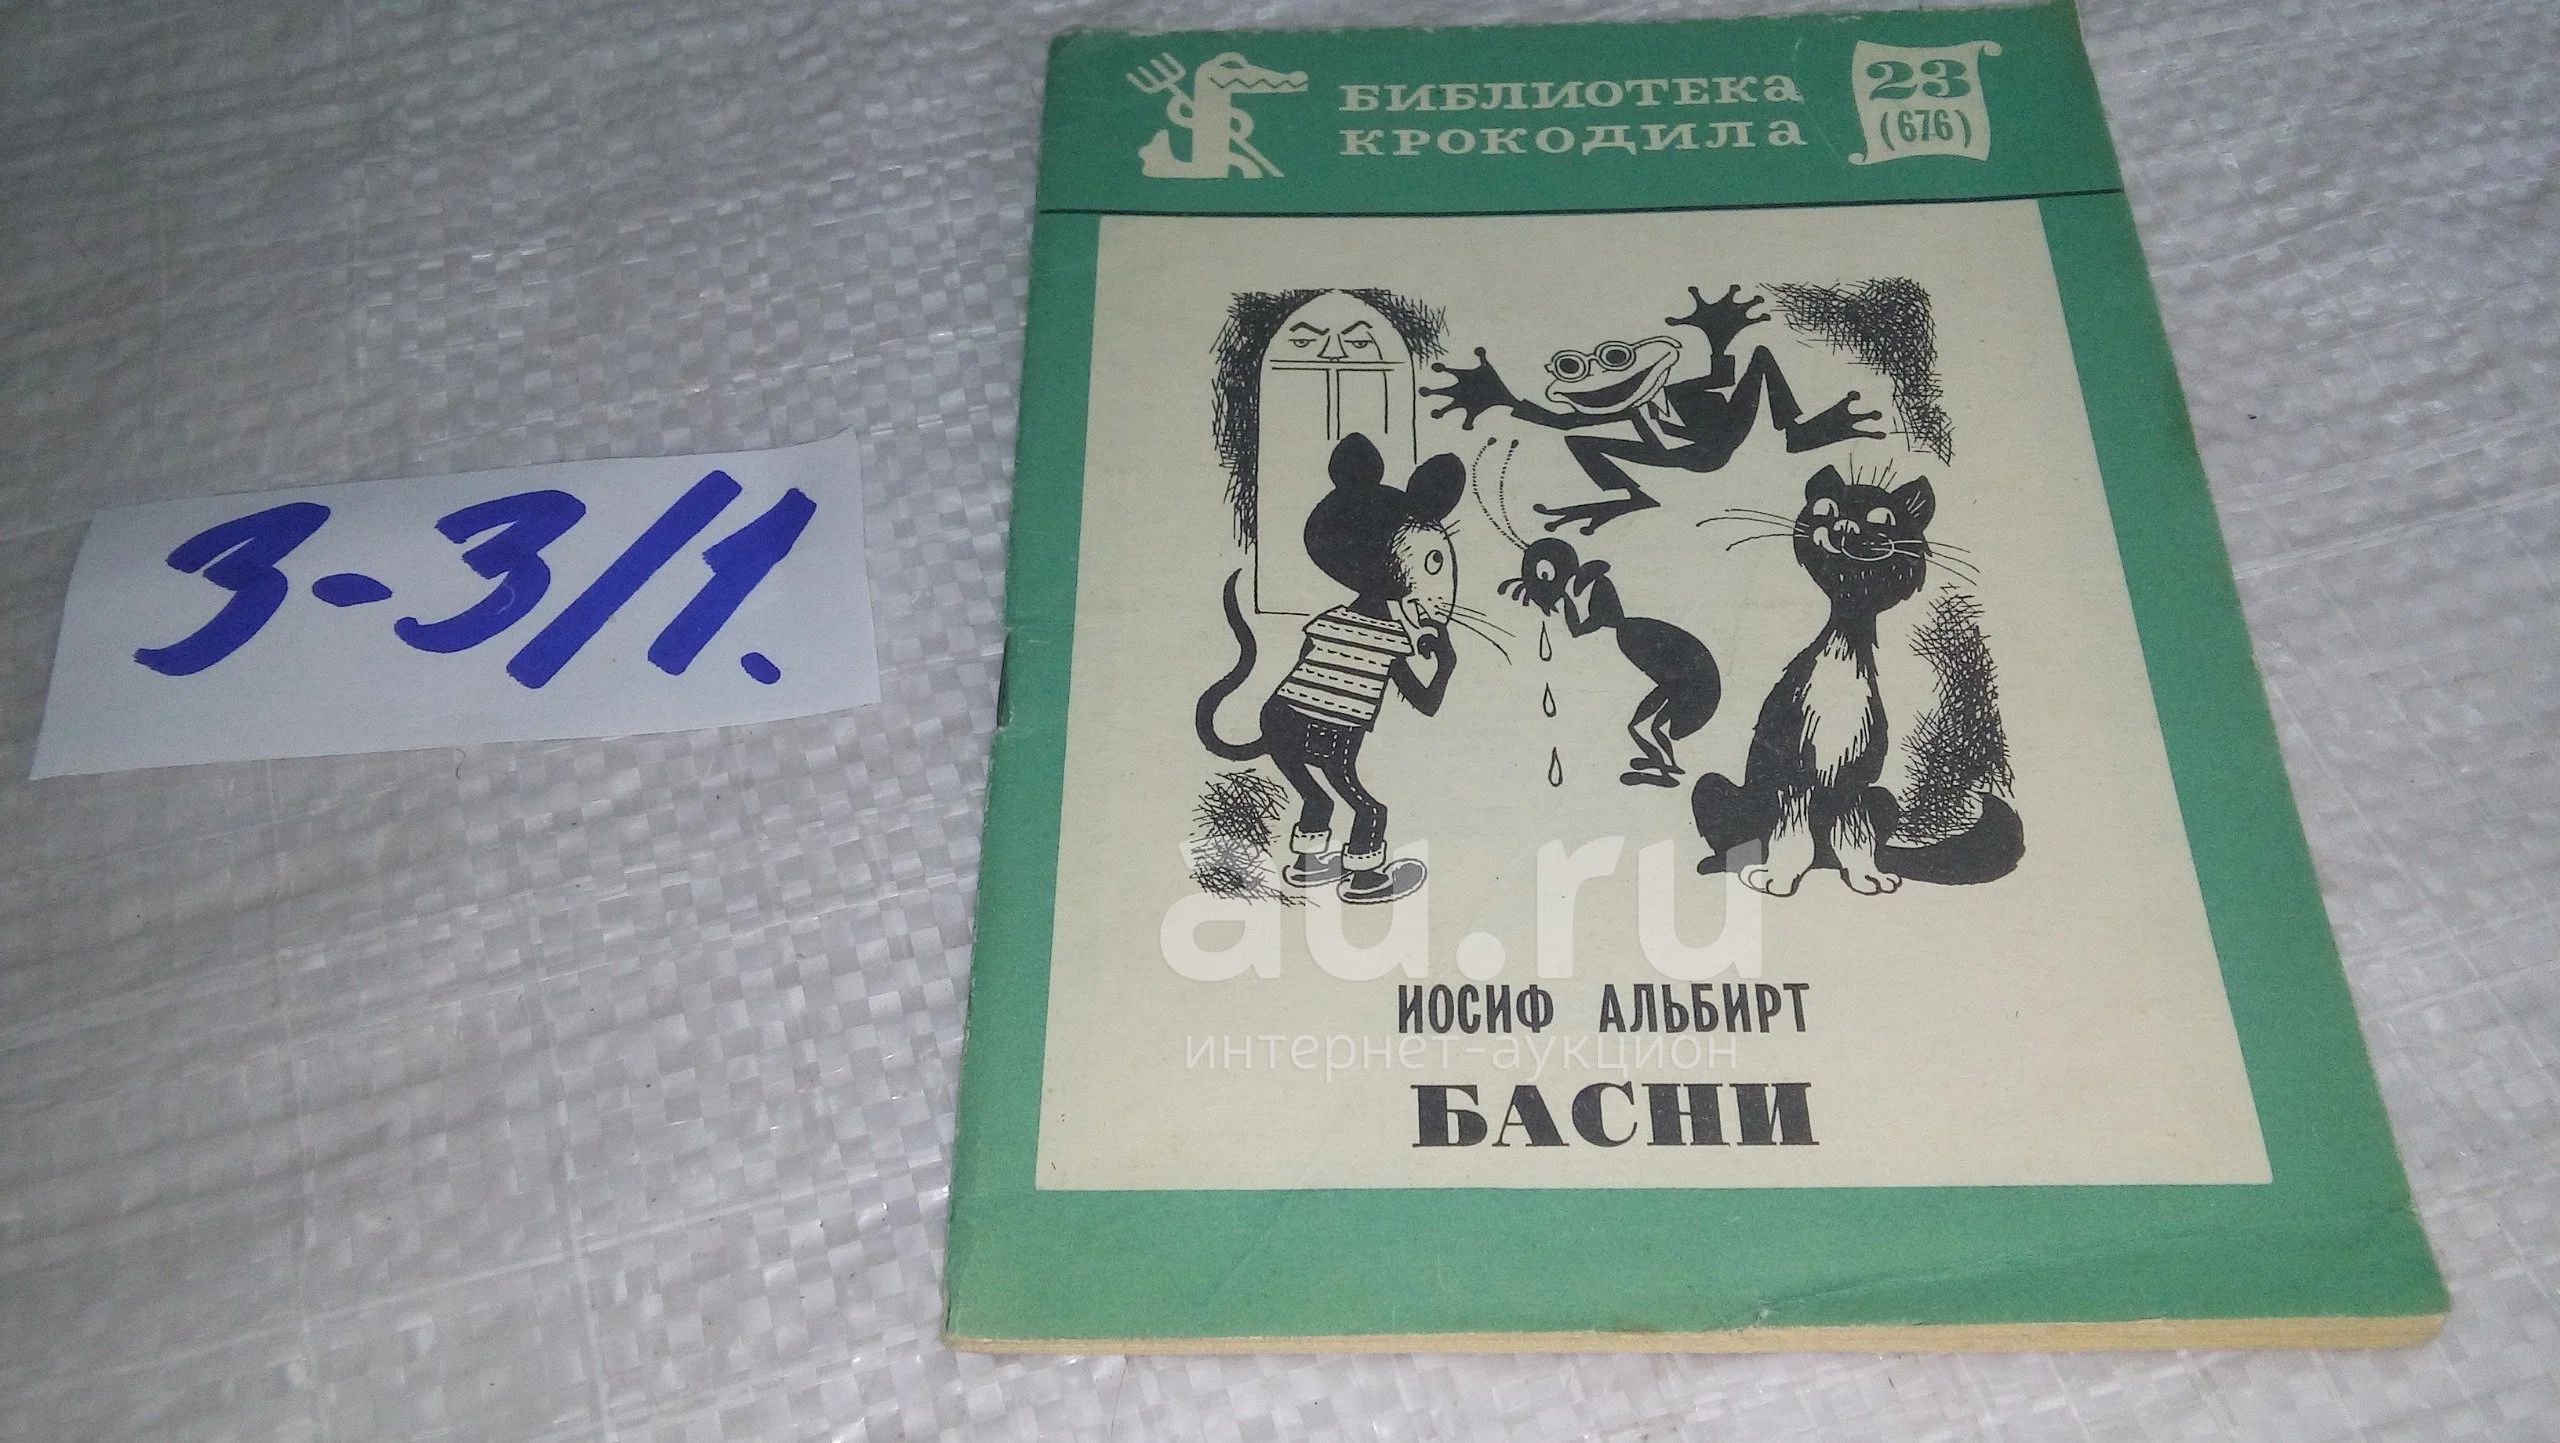 БИБЛИОТЕКА
КРОКОДИЛА
23
(676)
3-3/1.
au.ru
ИОСИФ АЛЬБИРТ
интернет-аукцион
БАСНИ